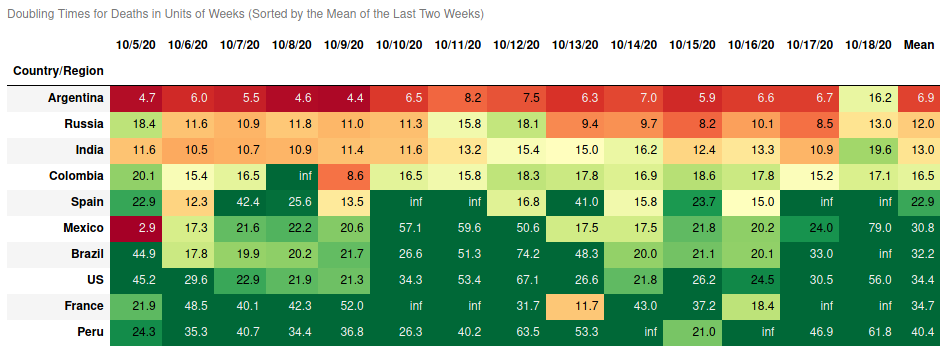 Doubling Times for Deaths in Units of Weeks (Sorted by the Mean of the Last Two Weeks)
10/5/20 10/6/20 10/7/20 10/8/20 10/9/20 10/10/20 10/11/20 10/12/20 10/13/20 10/14/20 10/15/20 10/16/20 10/17/20 10/18/20 Mean
Country/Region
Argentina 4.7 6.0 5.5 4.6 4.4 6.5 8.2 7.5 6.3 7.0 5.9 6.6 6.7 16.2 6.9
Russia 18.4 11.6 10.9 11.8 11.0 11.3 15.8 18.1 9.4 9.7 8.2 10.1 8.5 13.0 12.0
India 11.6 10.5 10.7 10.9 11.4 11.6 13.2 15.4 15.0 16.2 12.4 13.3 10.9 19.6 13.0
Colombia 20.1 15.4 16.5 inf 8.6 16.5 15.8 18.3 17.8 16.9 18.6 17.8 15.2 17.1 16.5
Spain 22.9 12.3 42.4 25.6 13.5 inf inf 16.8 41.0 15.8 23.7 15.0 inf inf 22.9
Mexico 2.9 17.3 21.6 22.2 20.6 57.1 59.6 50.6 17.5 17.5 21.8 20.2 24.0 79.0 30.8
Brazil 44.9 17.8 19.9 20.2 21.7 26.6 51.3 74.2 48.3 20.0 21.1 20.1 33.0 inf 32.2
US 45.2 29.6 22.9 21.9 21.3 34.3 53.4 67.1 26.6 21.8 26.2 24.5 30.5 56.0 34.4
France 21.9 48.5 40.1 42.3 52.0 inf inf 31.7 11.7 43.0 37.2 18.4 inf inf 34.7
Peru 24.3 35.3 40.7 34.4 36.8 26.3 40.2 63.5 53.3 inf 21.0 inf 46.9 61.8 40.4